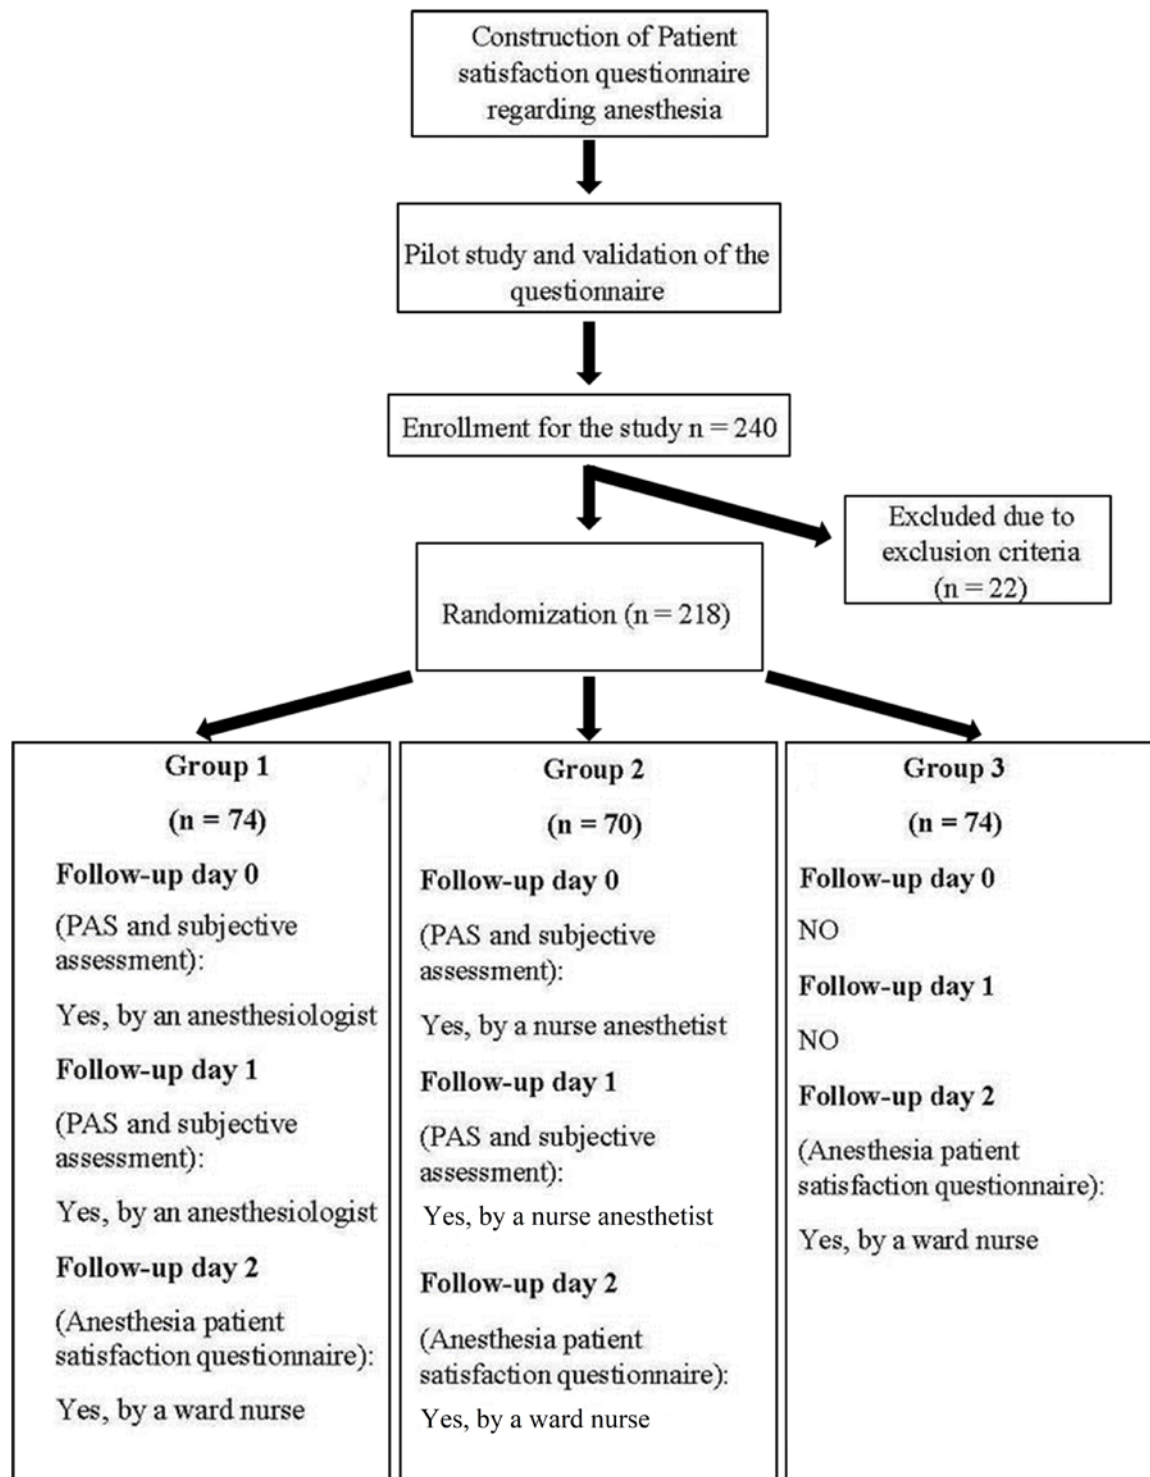 Construction of Patient
satisfaction questionnaire
regarding anesthesia
Pilot study and validation of the
questionnaire
Enrollment for the study n = 240
Excluded due to
exclusion criteria
(n = 22)
Randomization (n = 218)
Group 1
(n = 74)
Follow-up day 0
(PAS and subjective
assessment):
Yes, by an anesthesiologist
Follow-up day 1
(PAS and subjective
assessment):
Yes, by an anesthesiologist
Follow-up day 2
(Anesthesia patient
satisfaction questionnaire):
Yes, by a ward nurse
Group 2
(n = 70)
Follow-up day 0
(PAS and subjective
assessment):
Yes, by a nurse anesthetist
Follow-up day 1
(PAS and subjective
assessment):
Yes, by a nurse anesthetist
Follow-up day 2
(Anesthesia patient
satisfaction questionnaire):
Yes, by a ward nurse
Group 3
(n = 74)
Follow-up day 0
NO
Follow-up day 1
NO
Follow-up day 2
(Anesthesia patient
satisfaction questionnaire):
Yes, by a ward nurse